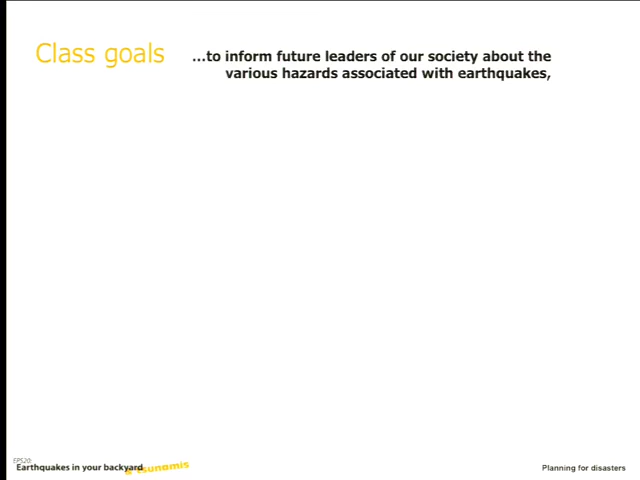 Class goals
...to inform future leaders of our society about the
various hazards associated with earthquakes,
EPS20:
Earthquakes in your backyard
& tsunamis
Planning for disasters